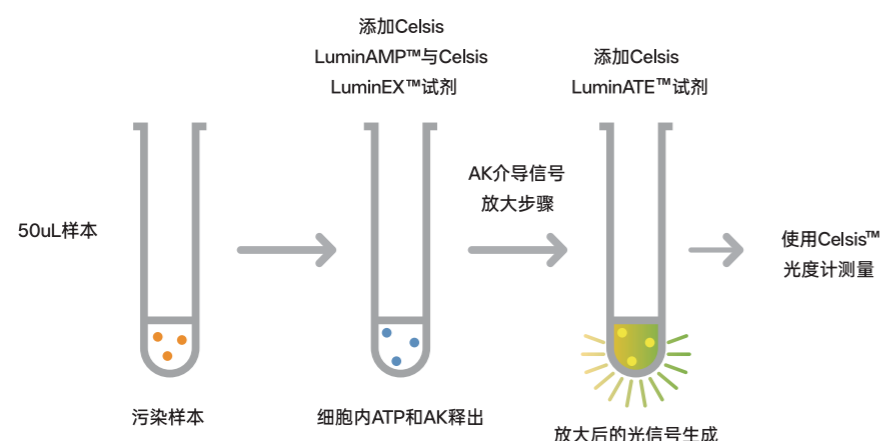 添加Celsis
LuminAMP™与Celsis
LuminEX™试剂
添加Celsis
LuminATE™试剂
AK介导信号
放大步骤
50uL样本
使用Celsis™
光度计测量
污染样本
细胞内ATP和AK释出
放大后的光信号生成